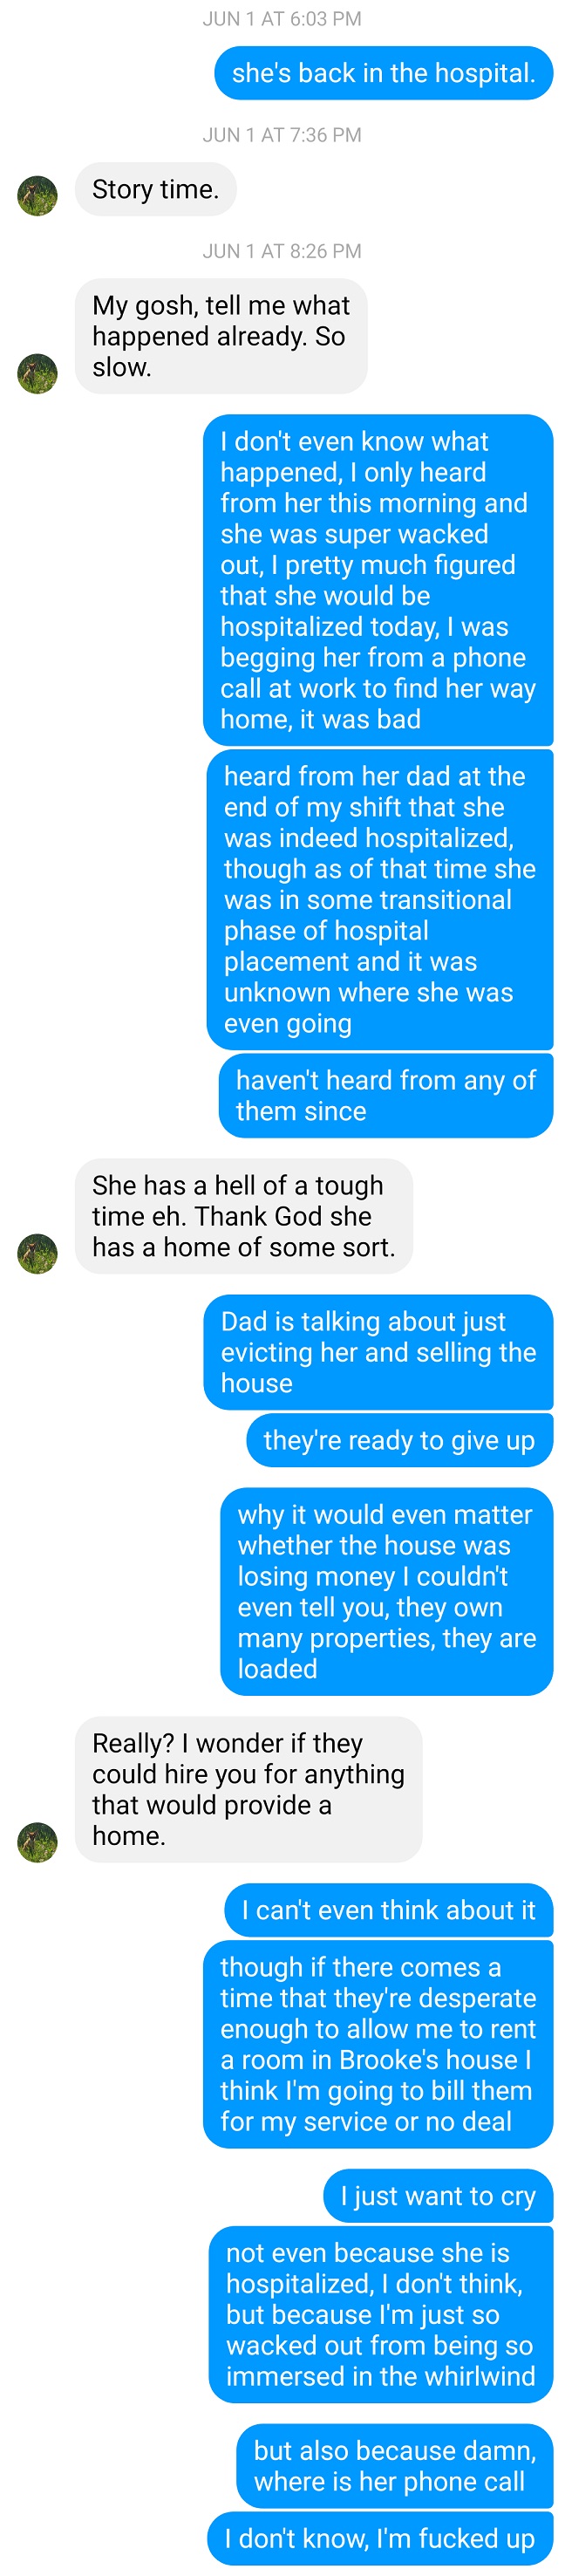 JUN 1 AT 6:03 PM
she's back in the hospital.
JUN 1 AT 7:36 PM
Story time.
JUN 1 AT 8:26 PM
My gosh, tell me what
happened already. So
slow.
I don't even know what
happened, I only heard
from her this morning and
she was super wacked
out, I pretty much figured
that she would be
hospitalized today, I was
begging her from a phone
call at work to find her way
home, it was bad
heard from her dad at the
end of my shift that she
was indeed hospitalized,
though as of that time she
was in some transitional
phase of hospital
placement and it was
unknown where she was
even going
haven't heard from any of
them since
She has a hell of a tough
time eh. Thank God she
has a home of some sort.
Dad is talking about just
evicting her and selling the
house
they're ready to give up
why it would even matter
whether the house was
losing money I couldn't
even tell you, they own
many properties, they are
loaded
Really? I wonder if they
could hire you for anything
that would provide a
home.
I can't even think about it
though if there comes a
time that they're desperate
enough to allow me to rent
a room in Brooke's house I
think I'm going to bill them
for my service or no deal
I just want to cry
not even because she is
hospitalized, I don't think,
but because I'm just so
wacked out from being so
immersed in the whirlwind
but also because damn,
where is her phone call
I don't know, I'm fucked up